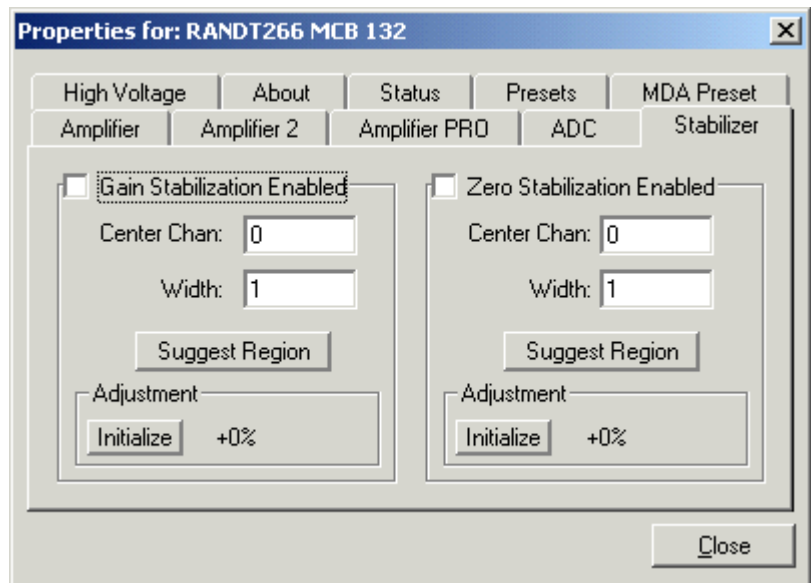 Properties for: RANDT266 MCB 132
High Voltage About Status Presets MDA Preset
Amplifier Amplifier 2 Amplifier PRO ADC Stabilizer
Gain Stabilization Enabled
Center Chan: 0
Width: 1
Suggest Region
Adjustment
Initialize +0%
Zero Stabilization Enabled
Center Chan: 0
Width: 1
Suggest Region
Adjustment
Initialize +0%
Close